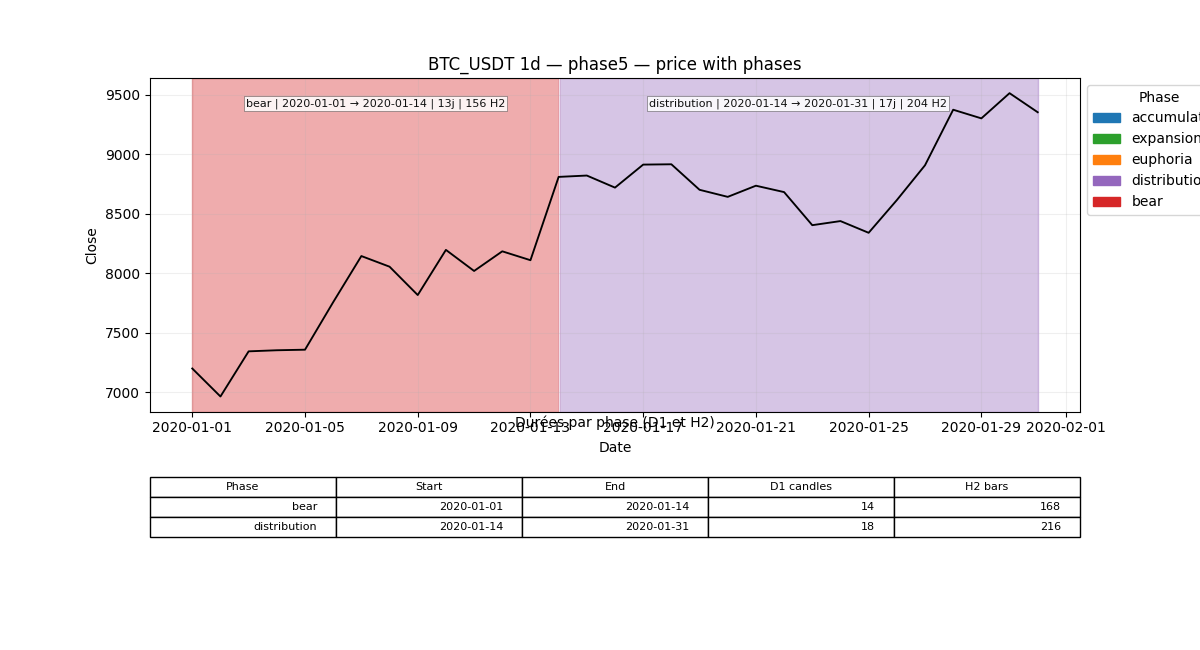 BTC_USDT 1d — phase5 — price with phases
bear | 2020-01-01 → 2020-01-14 | 13j | 156 H2
distribution | 2020-01-14 → 2020-01-31 | 17j | 204 H2
Phase
accumulat
expansion
euphoria
distributio
bear
Close
9500
9000
8500
8000
7500
7000
Durées par phase (D1 et H2)
2020-01-01 2020-01-05 2020-01-09 2020-01-13 2020-01-17 2020-01-21 2020-01-25 2020-01-29 2020-02-01
Date
Phase Start End D1 candles H2 bars
bear 2020-01-01 2020-01-14 14 168
distribution 2020-01-14 2020-01-31 18 216